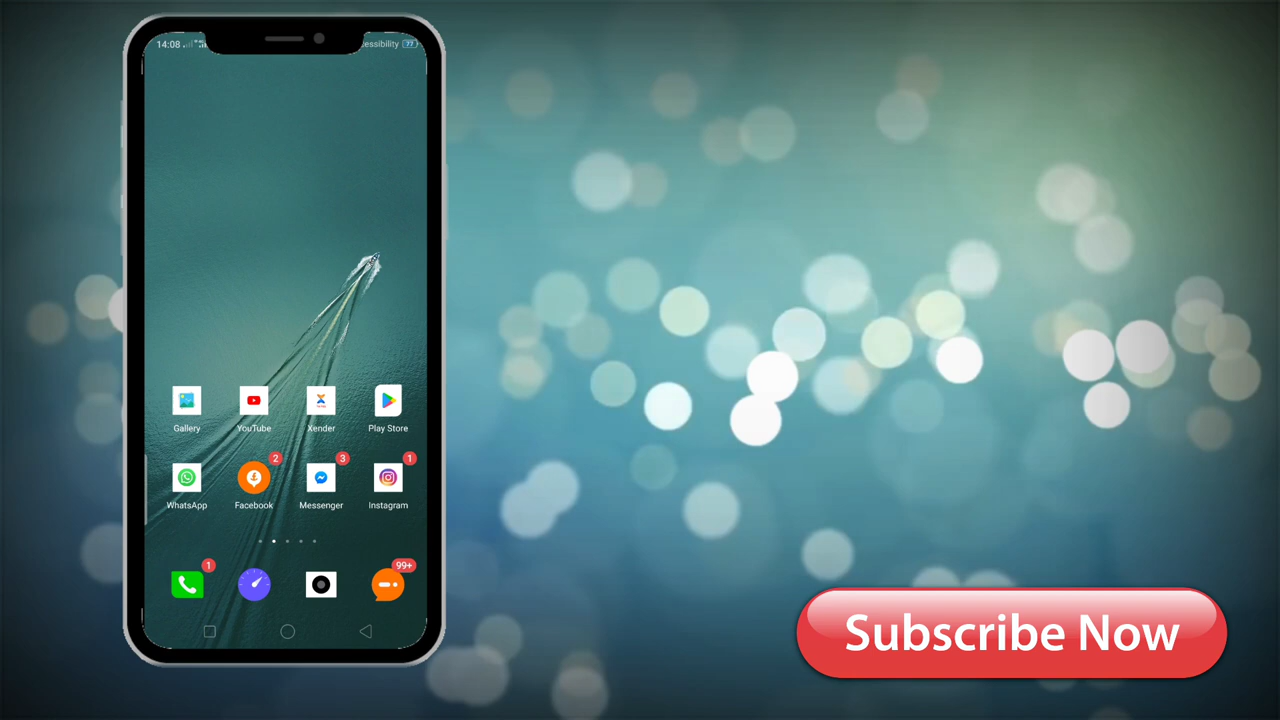 14:08
essibility 77
Gallery YouTube Xender Play Store
2 3 1
WhatsApp Facebook Messenger Instagram
1 99+
Subscribe Now